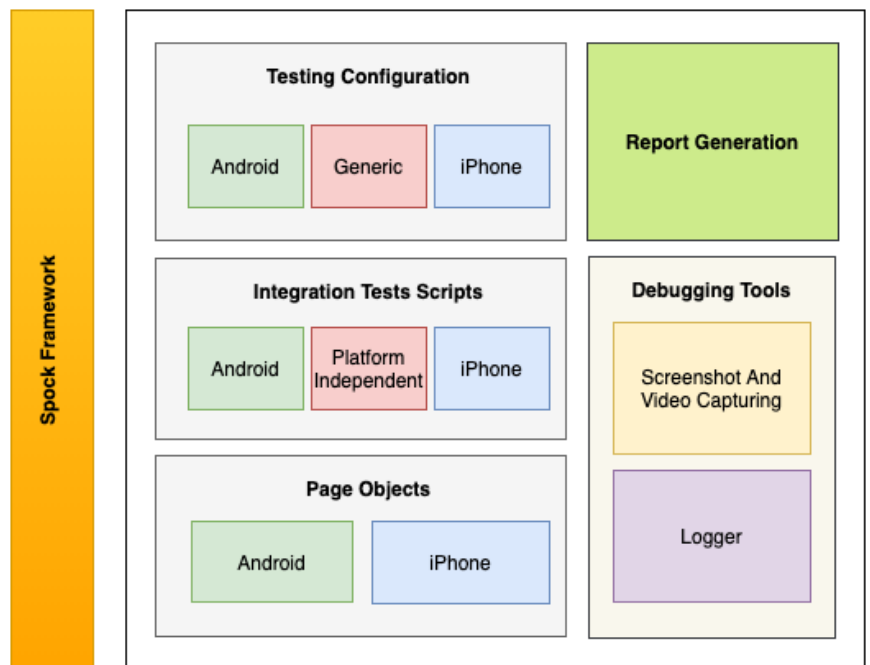 Spock Framework
Testing Configuration
Android
Generic
iPhone
Report Generation
Integration Tests Scripts
Android
Platform
Independent
iPhone
Debugging Tools
Screenshot And
Video Capturing
Logger
Page Objects
Android
iPhone